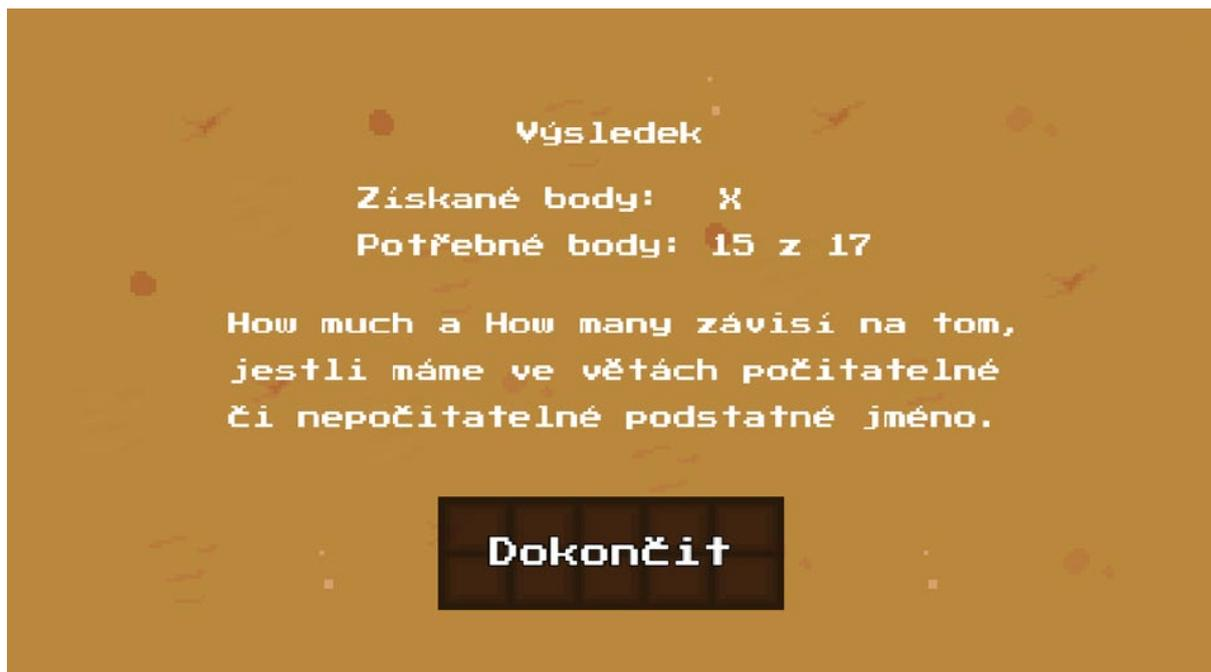 Výsledek
Získané body: X
Potřebné body: 15 z 17
How much a How many závisí na tom,
jestli máme ve větách počitatelné
či nepočitatelné podstatné jméno.
Dokončit